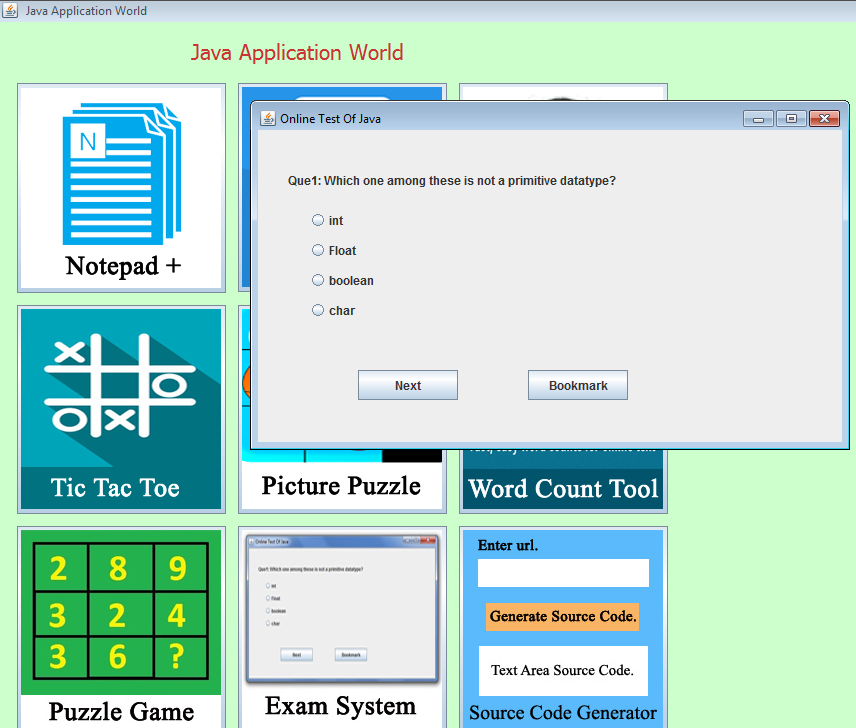 Java Application World
Java Application World
N
Notepad +
Online Test Of Java
Que1: Which one among these is not a primitive datatype?
int
Float
boolean
char
Next
Bookmark
Tic Tac Toe
Picture Puzzle
Word Count Tool
2 8 9
3 2 4
3 6 ?
Puzzle Game
Online Test Of Java
Que1: Which one among these is not a primitive datatype?
int
Float
boolean
char
Next
Bookmark
Exam System
Enter url.
Generate Source Code.
Text Area Source Code.
Source Code Generator